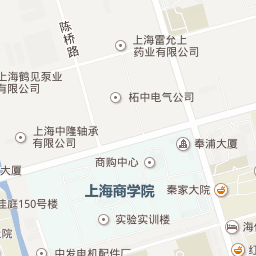 陈桥路
上海雷允上
药业有限公司
上海鹤见泵业
有限公司
柘中电气公司
上海中隆轴承
有限公司
奉浦大厦
商购中心
大厦
上海商学院
秦家大院
佳庭150号楼
实验实训楼
海
中发电机配件厂
红